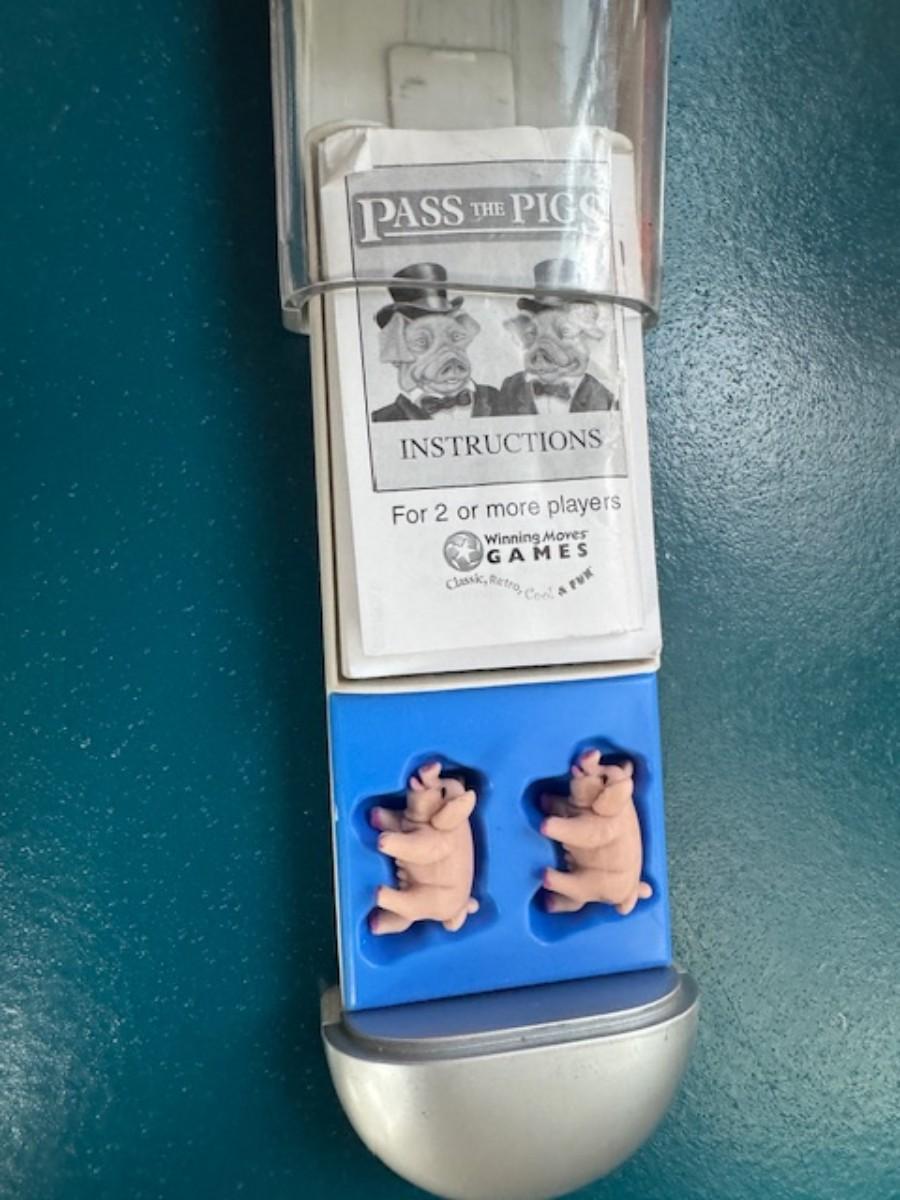 PASS THE PIGS
INSTRUCTIONS
For 2 or more players
Winning Moves
GAMES
Classic, Retro, Cool & FUN